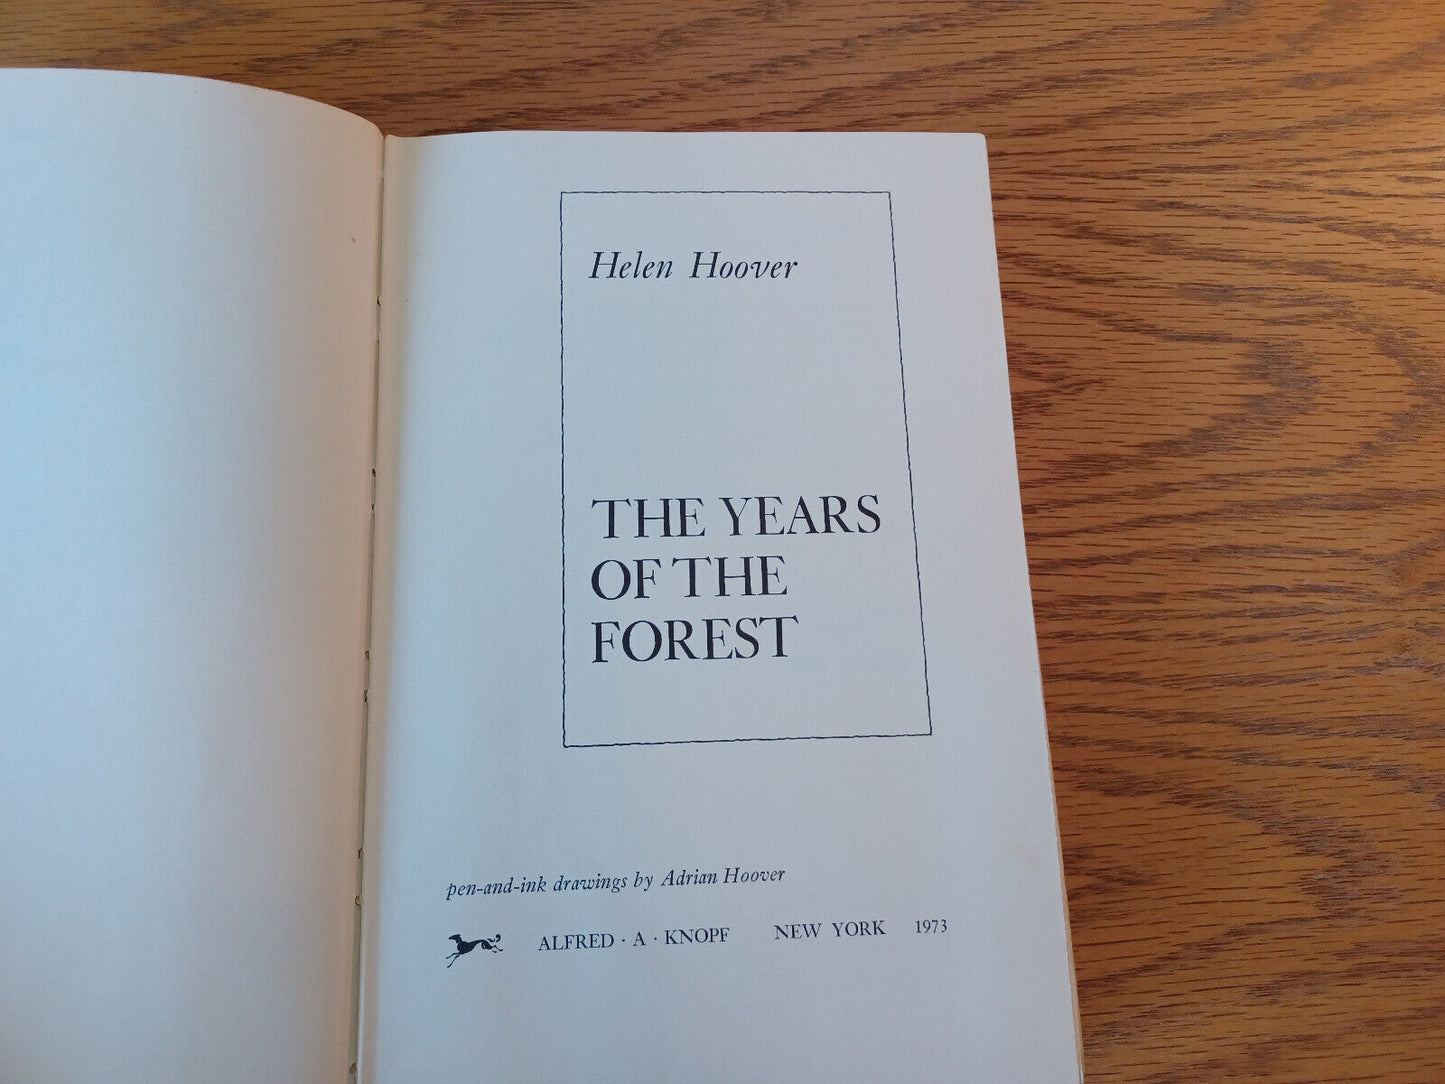 Helen Hoover
THE YEARS
OF THE
FOREST
pen-and-ink drawings by Adrian Hoover
ALFRED · A · KNOPF NEW YORK 1973